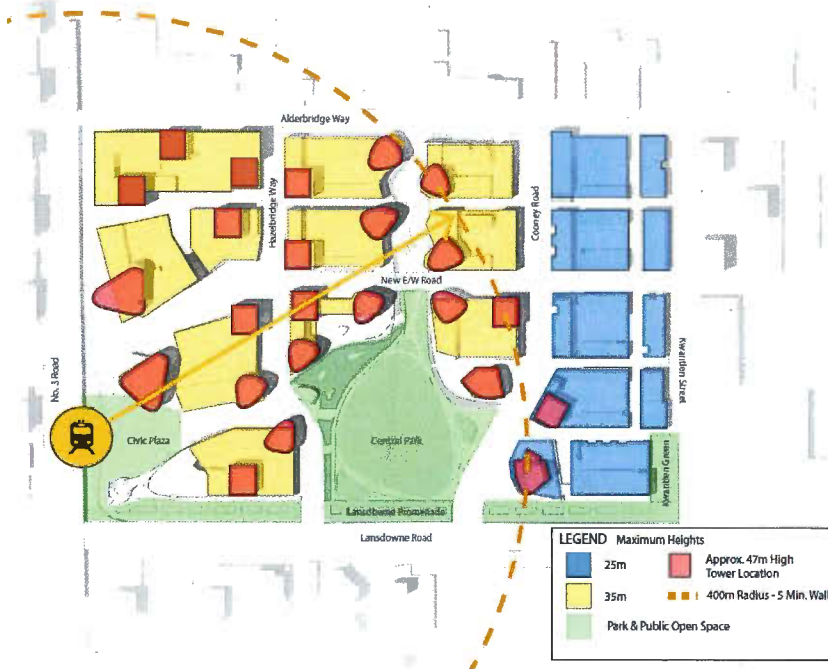 Alderbridge Way
Hazelbridge Way
Cooney Road
New E/W Road
No. 3 Road
Kwantlen Street
Civic Plaza
Central Park
Kwantlen Green
Lansdowne Promenade
Lansdowne Road
LEGEND Maximum Heights
25m
Approx. 47m High
Tower Location
35m
400m Radius - 5 Min. Walk
Park & Public Open Space